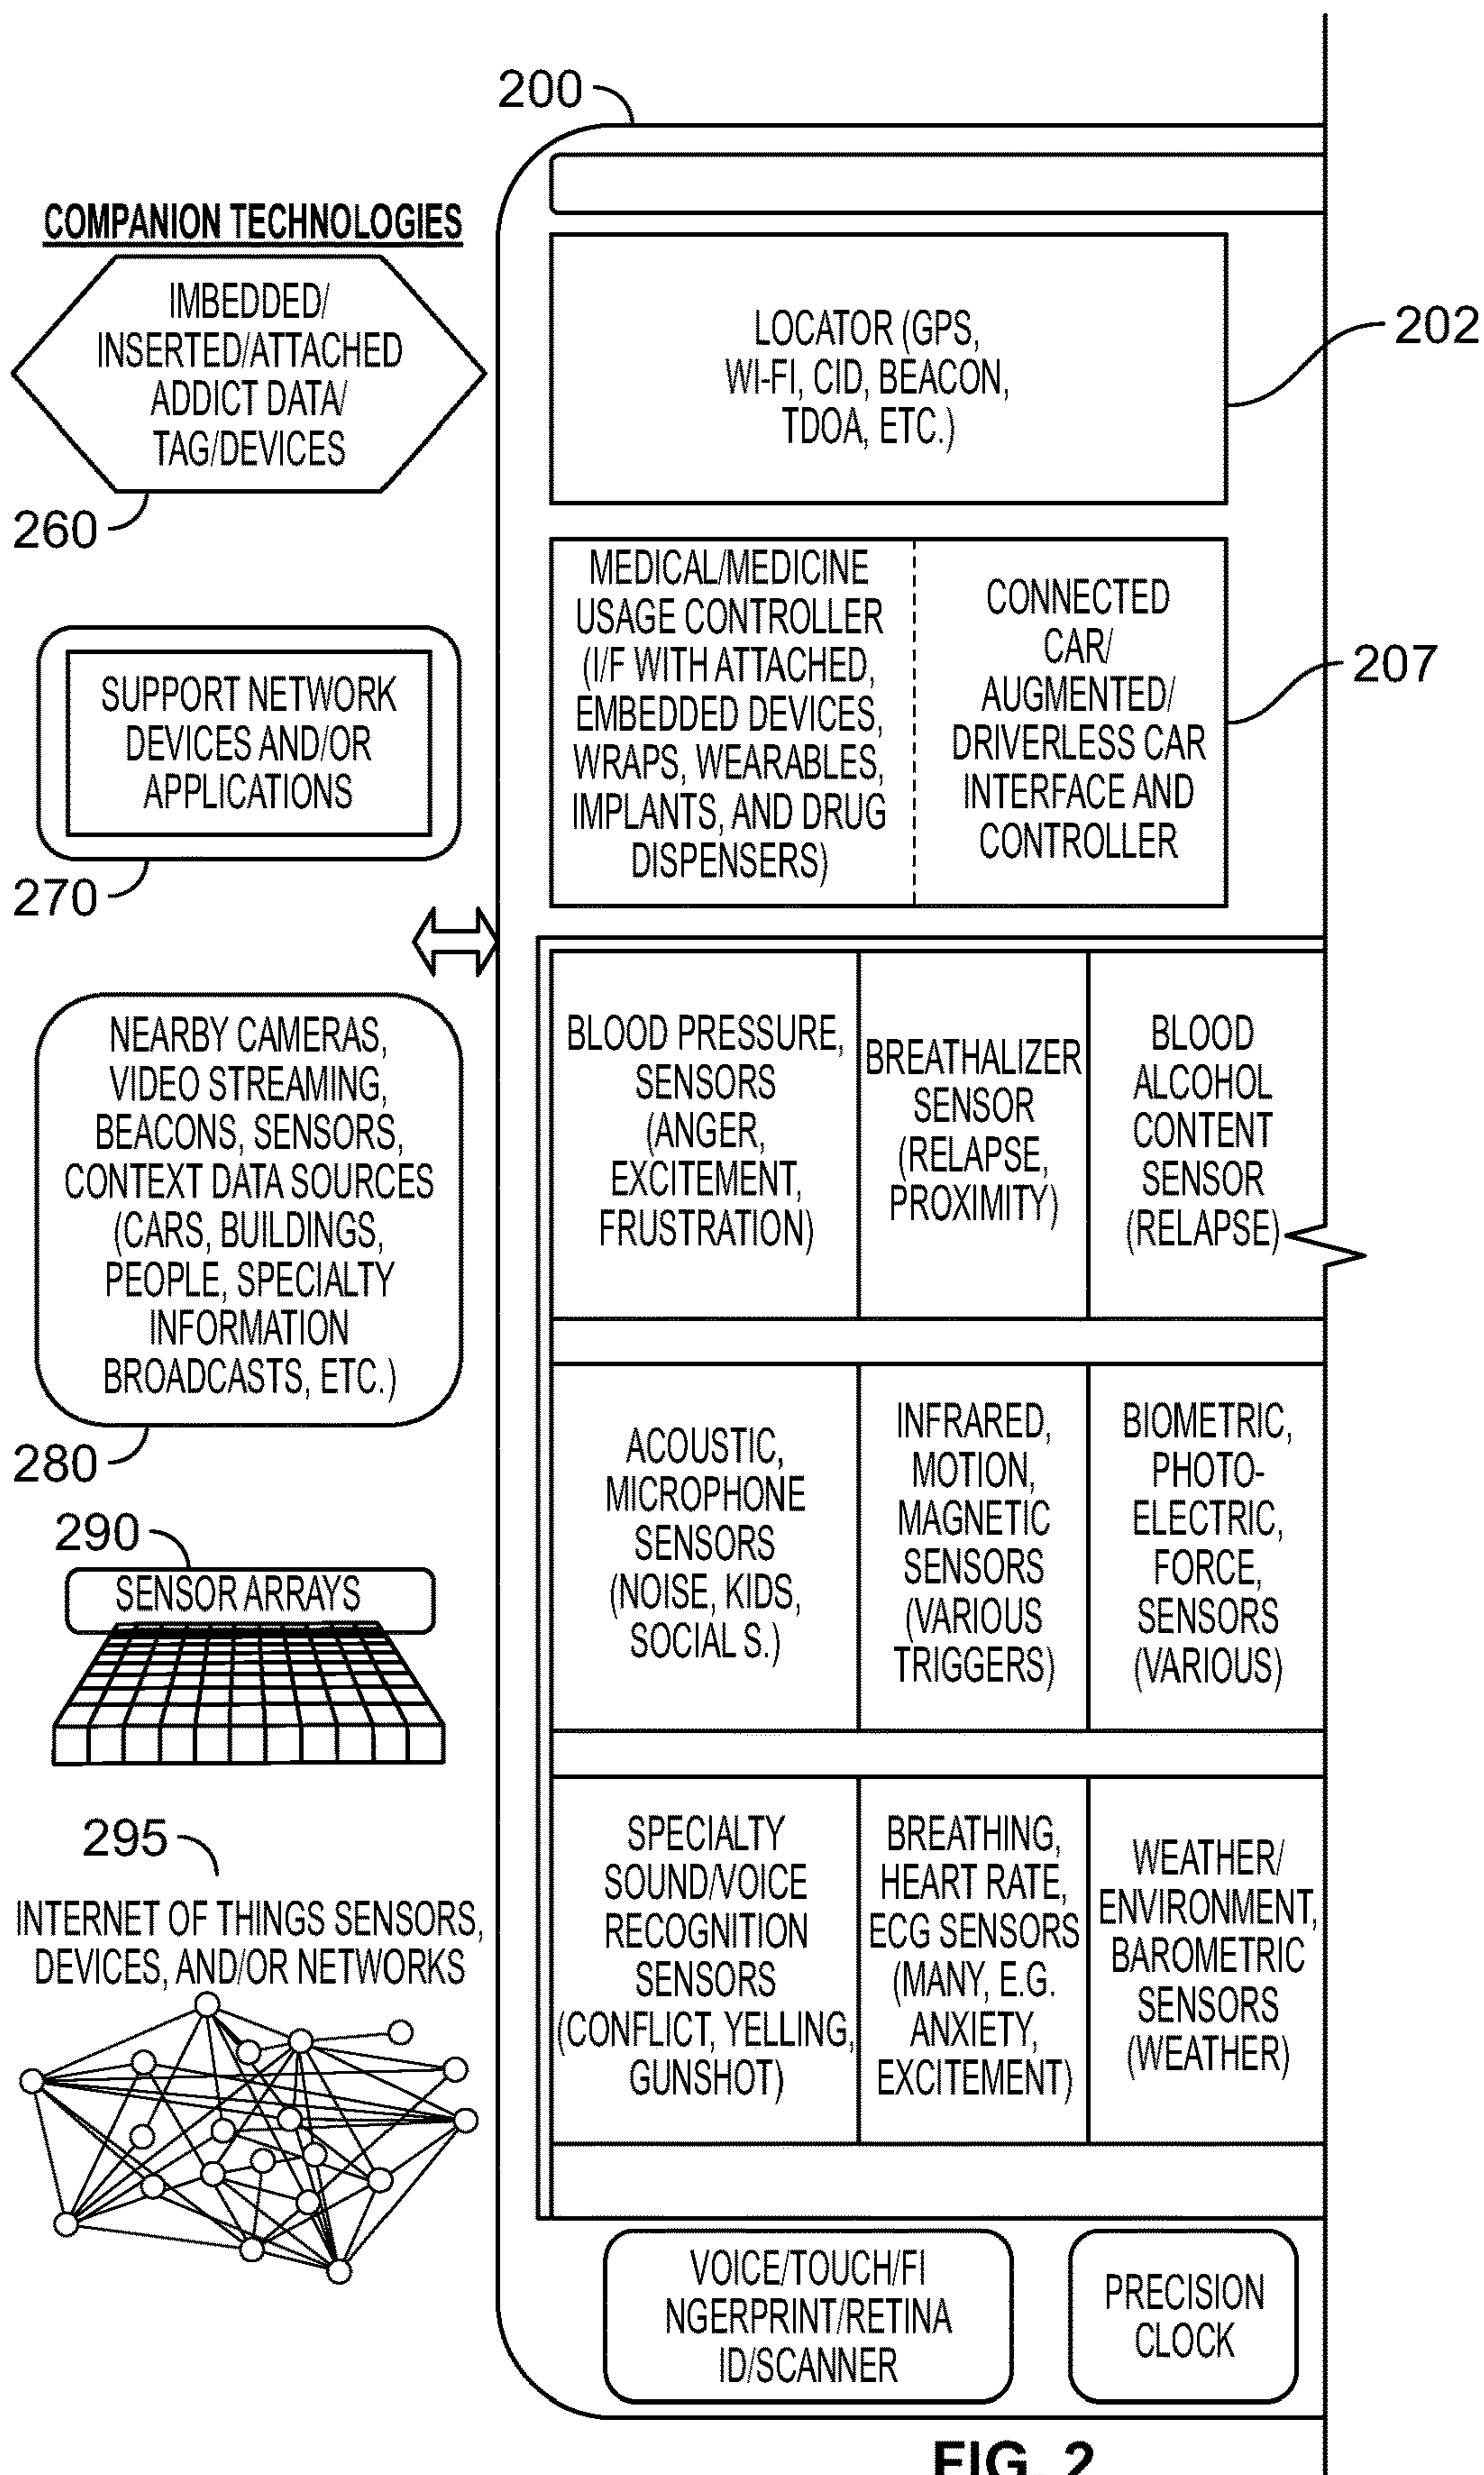 200
COMPANION TECHNOLOGIES
IMBEDDED/
INSERTED/ATTACHED
ADDICT DATA/
TAG/DEVICES
260
SUPPORT NETWORK
DEVICES AND/OR
APPLICATIONS
270
NEARBY CAMERAS,
VIDEO STREAMING,
BEACONS, SENSORS,
CONTEXT DATA SOURCES
(CARS, BUILDINGS,
PEOPLE, SPECIALTY
INFORMATION
BROADCASTS, ETC.)
280
290
SENSOR ARRAYS
295
INTERNET OF THINGS SENSORS,
DEVICES, AND/OR NETWORKS
LOCATOR (GPS,
WI-FI, CID, BEACON,
TDOA, ETC.)
202
MEDICAL/MEDICINE
USAGE CONTROLLER
(I/F WITH ATTACHED,
EMBEDDED DEVICES,
WRAPS, WEARABLES,
IMPLANTS, AND DRUG
DISPENSERS)
CONNECTED
CAR/
AUGMENTED/
DRIVERLESS CAR
INTERFACE AND
CONTROLLER
207
BLOOD PRESSURE,
SENSORS
(ANGER,
EXCITEMENT,
FRUSTRATION)
BREATHALIZER
SENSOR
(RELAPSE,
PROXIMITY)
BLOOD
ALCOHOL
CONTENT
SENSOR
(RELAPSE)
ACOUSTIC,
MICROPHONE
SENSORS
(NOISE, KIDS,
SOCIAL S.)
INFRARED,
MOTION,
MAGNETIC
SENSORS
(VARIOUS
TRIGGERS)
BIOMETRIC,
PHOTO-
ELECTRIC,
FORCE,
SENSORS
(VARIOUS)
SPECIALTY
SOUND/VOICE
RECOGNITION
SENSORS
(CONFLICT, YELLING,
GUNSHOT)
BREATHING,
HEART RATE,
ECG SENSORS
(MANY, E.G.
ANXIETY,
EXCITEMENT)
WEATHER/
ENVIRONMENT,
BAROMETRIC
SENSORS
(WEATHER)
VOICE/TOUCH/FI
NGERPRINT/RETINA
ID/SCANNER
PRECISION
CLOCK
FIG. 2